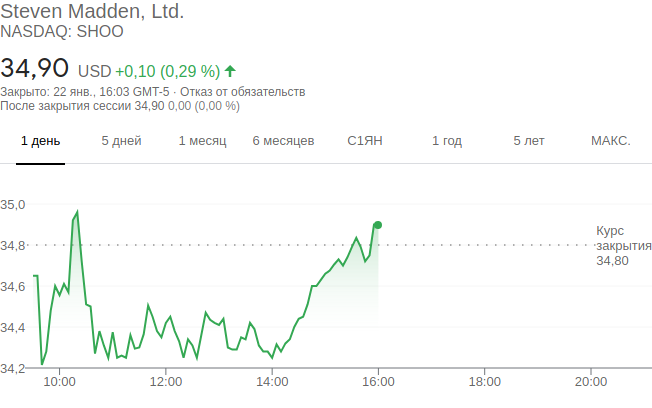 Steven Madden, Ltd.
NASDAQ: SHOO
34,90 USD +0,10 (0,29 %)
Закрыто: 22 янв., 16:03 GMT-5 · Отказ от обязательств
После закрытия сессии 34,90 0,00 (0,00 %)
1 день 5 дней 1 месяц 6 месяцев С1ЯН 1 год 5 лет МАКС.
35,0
34,8
34,6
34,4
34,2
Курс
закрытия
34,80
10:00 12:00 14:00 16:00 18:00 20:00